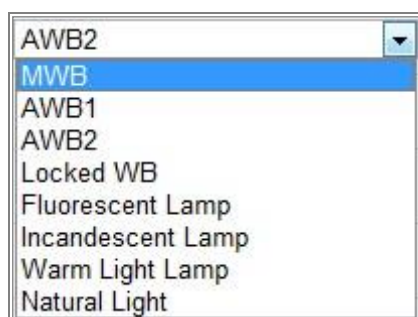 AWB2
MWB
AWB1
AWB2
Locked WB
Fluorescent Lamp
Incandescent Lamp
Warm Light Lamp
Natural Light